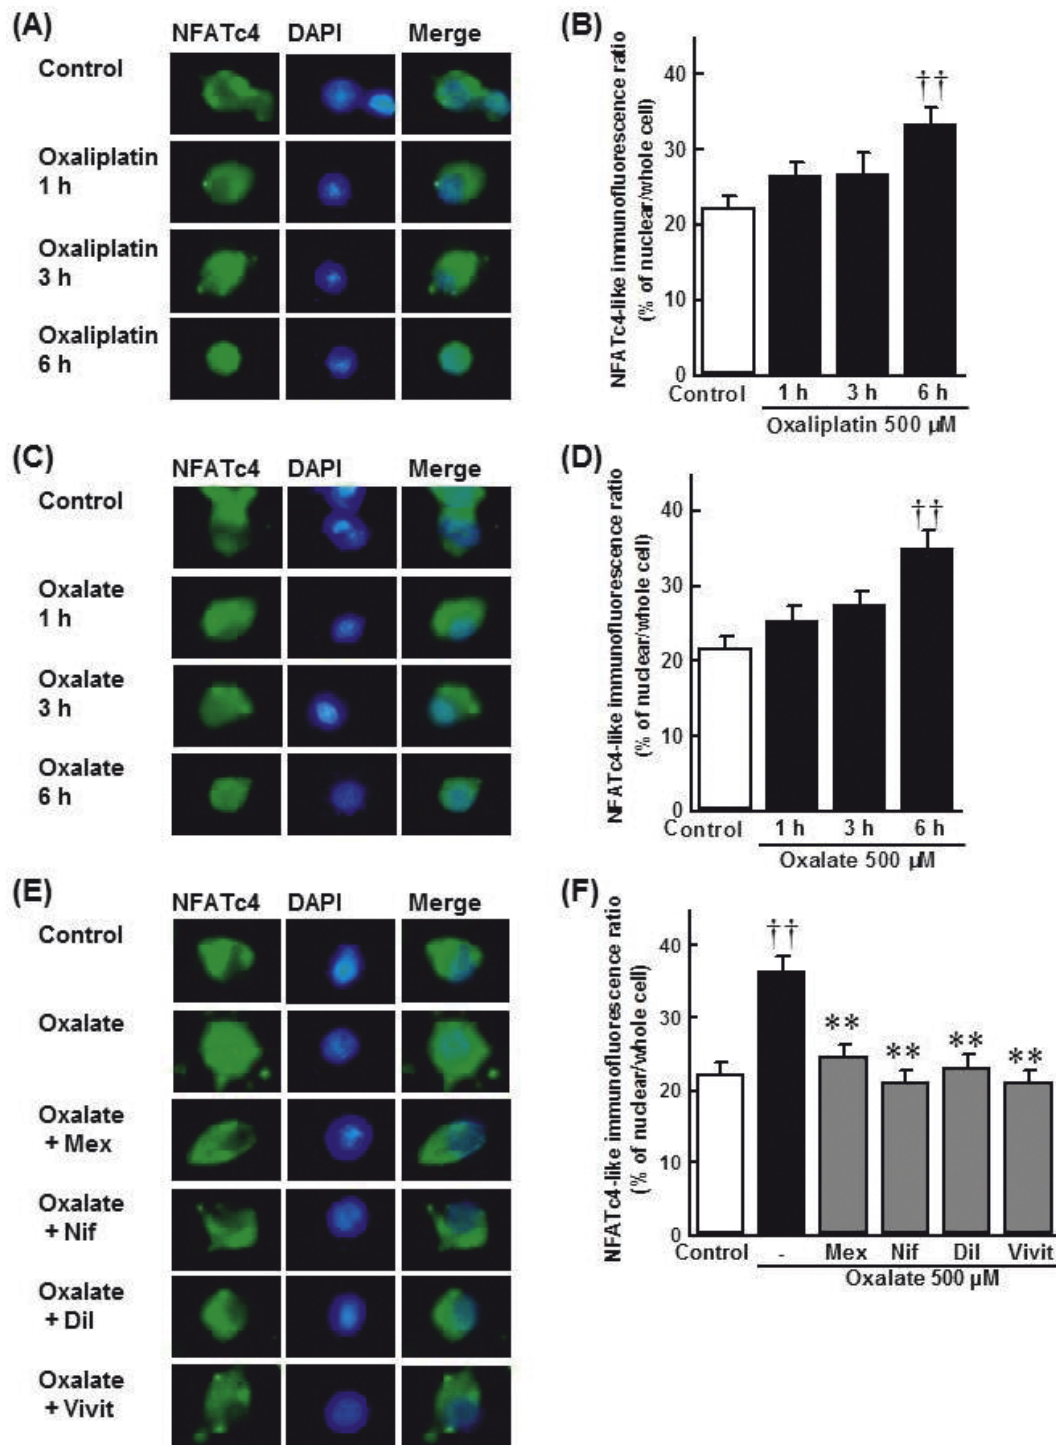 (A)
NFATc4 DAPI Merge
Control
Oxaliplatin
1 h
Oxaliplatin
3 h
Oxaliplatin
6 h
(B)
NFATc4-like immunofluorescence ratio
(% of nuclear/whole cell)
40
30
20
10
0
††
Control 1 h 3 h 6 h
Oxaliplatin 500 µM
(C)
NFATc4 DAPI Merge
Control
Oxalate
1 h
Oxalate
3 h
Oxalate
6 h
(D)
NFATc4-like immunofluorescence ratio
(% of nuclear/whole cell)
40
30
20
10
0
††
Control 1 h 3 h 6 h
Oxalate 500 µM
(E)
NFATc4 DAPI Merge
Control
Oxalate
Oxalate
+ Mex
Oxalate
+ Nif
Oxalate
+ Dil
Oxalate
+ Vivit
(F)
NFATc4-like immunofluorescence ratio
(% of nuclear/whole cell)
40
30
20
10
0
††
** ** ** **
Control - Mex Nif Dil Vivit
Oxalate 500 µM